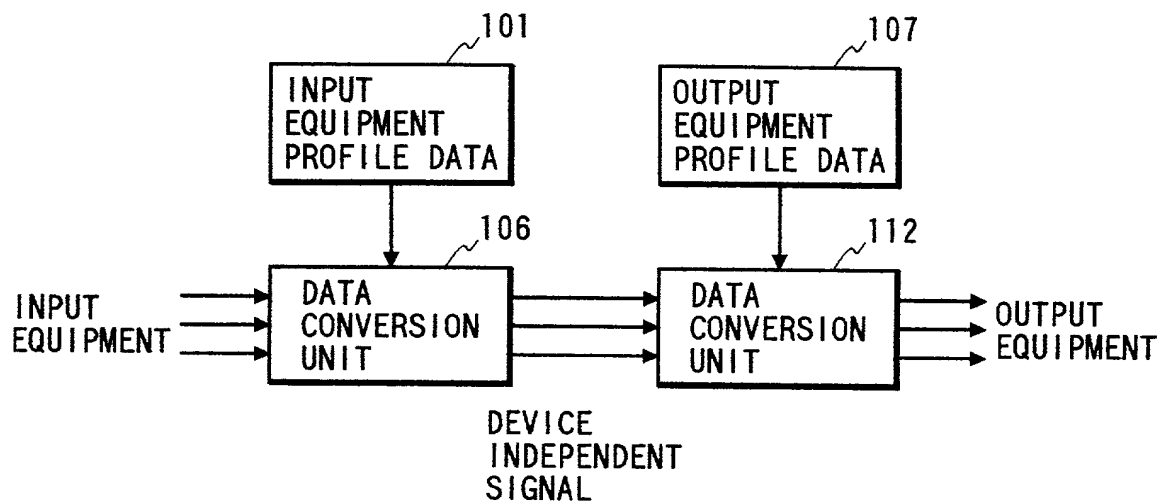 101
107
INPUT
EQUIPMENT
PROFILE DATA
OUTPUT
EQUIPMENT
PROFILE DATA
106
112
INPUT
EQUIPMENT
DATA
CONVERSION
UNIT
DATA
CONVERSION
UNIT
OUTPUT
EQUIPMENT
DEVICE
INDEPENDENT
SIGNAL